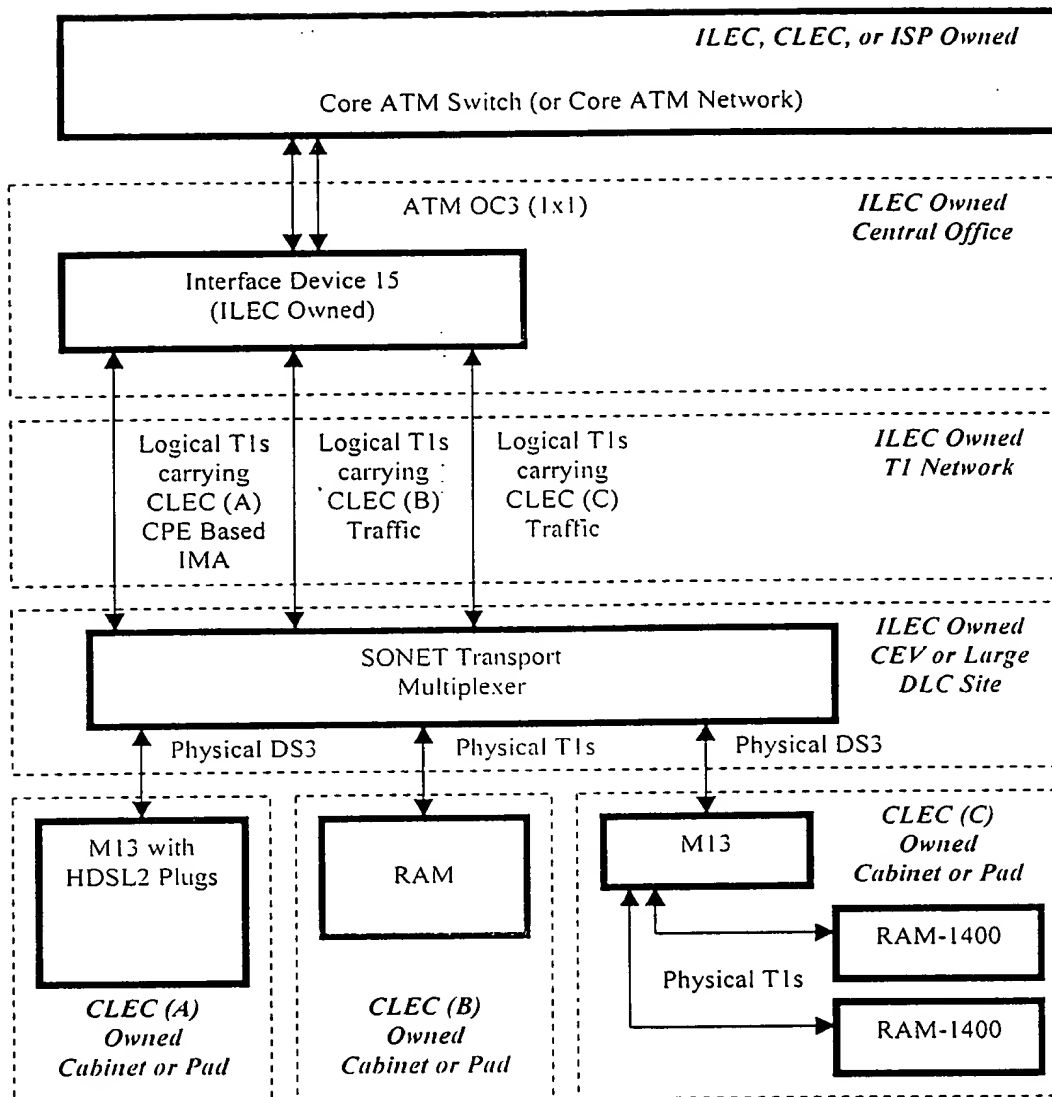 ILEC, CLEC, or ISP Owned
Core ATM Switch (or Core ATM Network)
ATM OC3 (1x1)
ILEC Owned
Central Office
Interface Device 15
(ILEC Owned)
Logical T1s
carrying
CLEC (A)
CPE Based
IMA
Logical T1s
carrying
CLEC (B)
Traffic
Logical T1s
carrying
CLEC (C)
Traffic
ILEC Owned
T1 Network
SONET Transport
Multiplexer
ILEC Owned
CEV or Large
DLC Site
Physical DS3
Physical T1s
Physical DS3
M13 with
HDSL2 Plugs
CLEC (A)
Owned
Cabinet or Pad
RAM
CLEC (B)
Owned
Cabinet or Pad
M13
CLEC (C)
Owned
Cabinet or Pad
RAM-1400
Physical T1s
RAM-1400